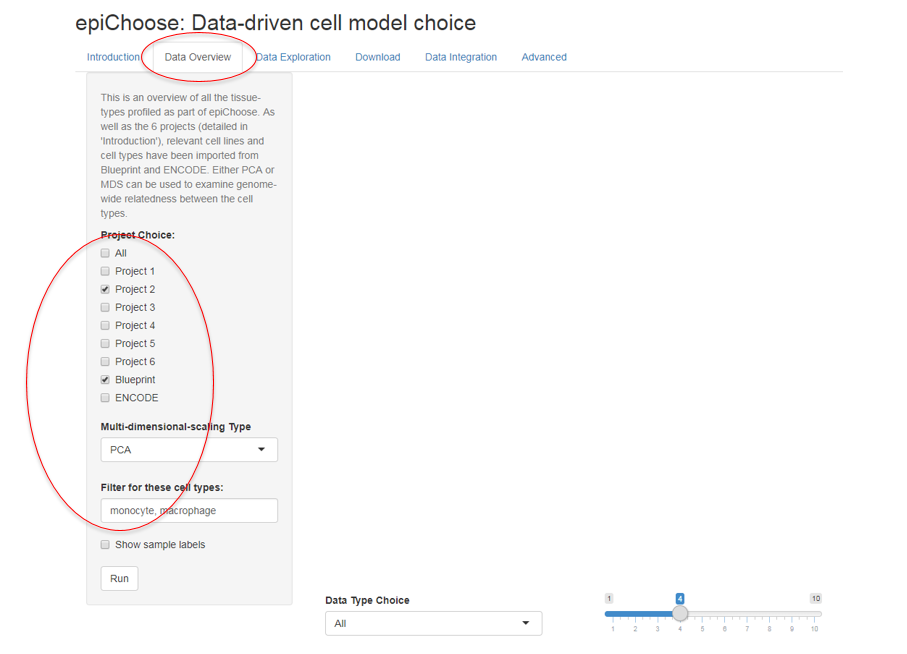 epiChoose: Data-driven cell model choice
Introduction Data Overview Data Exploration Download Data Integration Advanced
This is an overview of all the tissue-
types profiled as part of epiChoose. As
well as the 6 projects (detailed in
'Introduction'), relevant cell lines and
cell types have been imported from
Blueprint and ENCODE. Either PCA or
MDS can be used to examine genome-
wide relatedness between the cell
types.
Project Choice:
All
Project 1
Project 2
Project 3
Project 4
Project 5
Project 6
Blueprint
ENCODE
Multi-dimensional-scaling Type
PCA
Filter for these cell types:
monocyte, macrophage
Show sample labels
Run
Data Type Choice
All
1 4 10
1 2 3 4 5 6 7 8 9 10